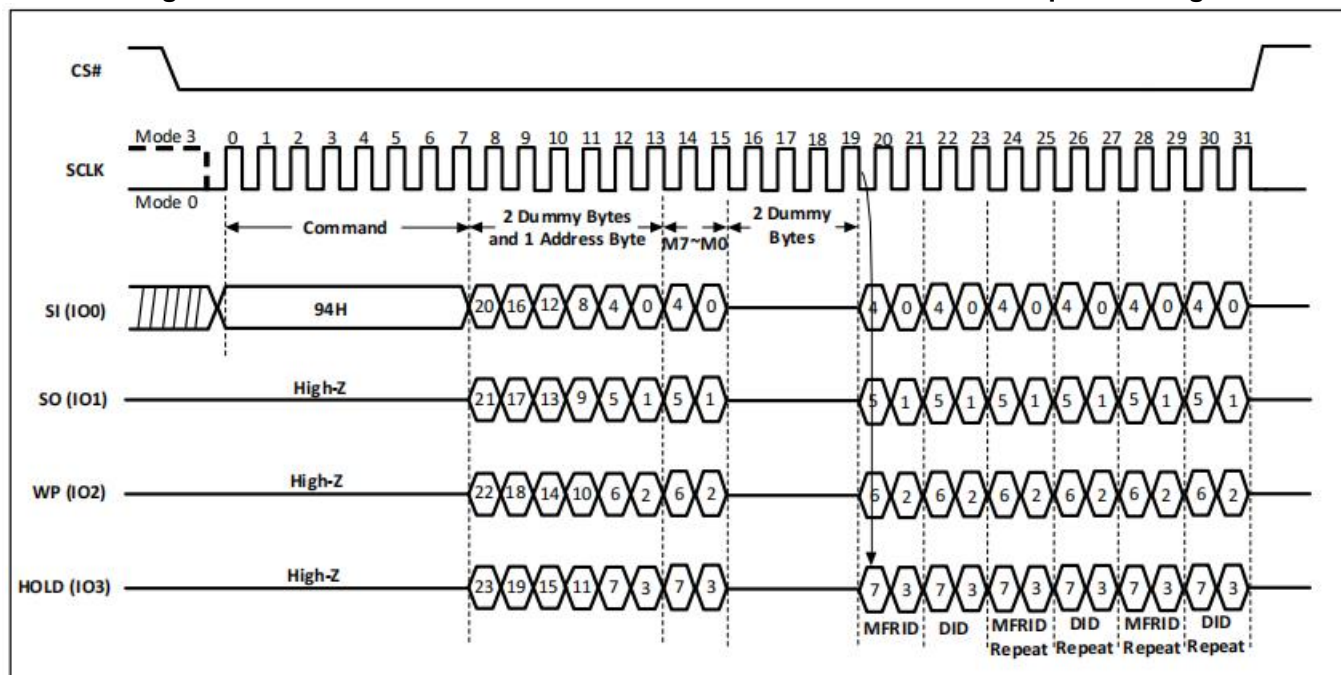 CS#
0 1 2 3 4 5 6 7 8 9 10 11 12 13 14 15 16 17 18 19 20 21 22 23 24 25 26 27 28 29 30 31
Mode 3
SCLK
Mode 0
Command
2 Dummy Bytes
and 1 Address Byte
M7~M0
2 Dummy
Bytes
SI (IO0) 94H 20 16 12 8 4 0 4 0 4 0 4 0 4 0 4 0 4 0 4 0
SO (IO1) High-Z 21 17 13 9 5 1 5 1 5 1 5 1 5 1 5 1 5 1 5 1
WP (IO2) High-Z 22 18 14 10 6 2 6 2 6 2 6 2 6 2 6 2 6 2 6 2
HOLD (IO3) High-Z 23 19 15 11 7 3 7 3 7 3 7 3 7 3 7 3 7 3 7 3
MFRID DID MFRID DID MFRID DID
Repeat Repeat Repeat Repeat